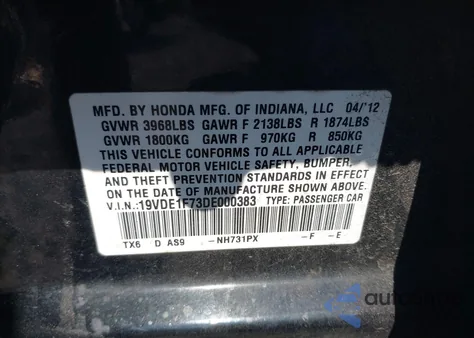 MFD. BY HONDA MFG. OF INDIANA, LLC 04/'12
GVWR 3968LBS GAWR F 2138LBS R 1874LBS
GVWR 1800KG GAWR F 970KG R 850KG
THIS VEHICLE CONFORMS TO ALL APPLICABLE
FEDERAL MOTOR VEHICLE SAFETY, BUMPER,
AND THEFT PREVENTION STANDARDS IN EFFECT
ON THE DATE OF MANUFACTURE SHOWN ABOVE.
V.I.N.:19VDE1F73DE000383 TYPE: PASSENGER CAR
TX6 D AS9 -NH731PX -F -E